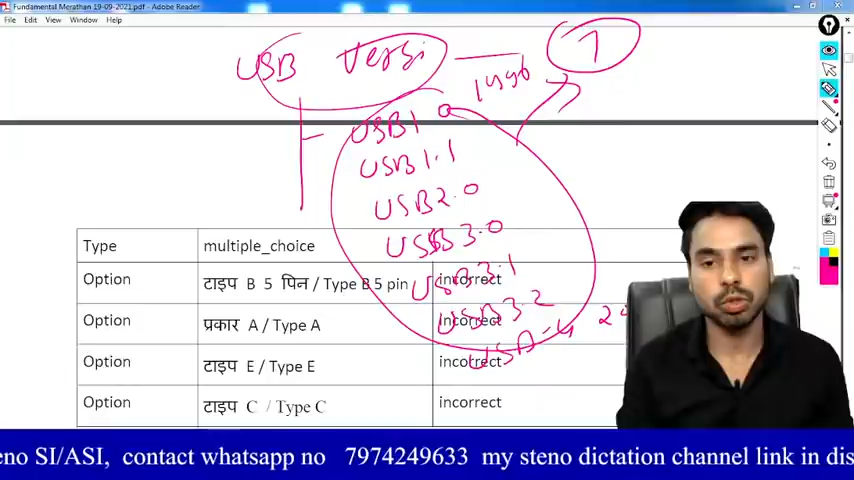 Fundamental Merathan 19-09-2021.pdf - Adobe Reader
File Edit View Window Help
USB Versi
1996
7
USB1 0
USB1.1
USB2.0
USB3.0
USB3.1
USB3.2
USB-4
Type multiple_choice
Option टाइप B 5 पिन / Type B 5 pin incorrect
Option प्रकार A / Type A incorrect
Option टाइप E / Type E incorrect
Option टाइप C / Type C incorrect
eno SI/ASI, contact whatsapp no 7974249633 my steno dictation channel link in dis